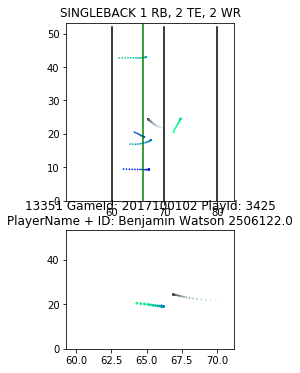 SINGLEBACK 1 RB, 2 TE, 2 WR
50
40
30
20
10
0
60 70 80
13351 GameId: 2017100102 PlayId: 3425
PlayerName + ID: Benjamin Watson 2506122.0
40
20
0
60.0 62.5 65.0 67.5 70.0